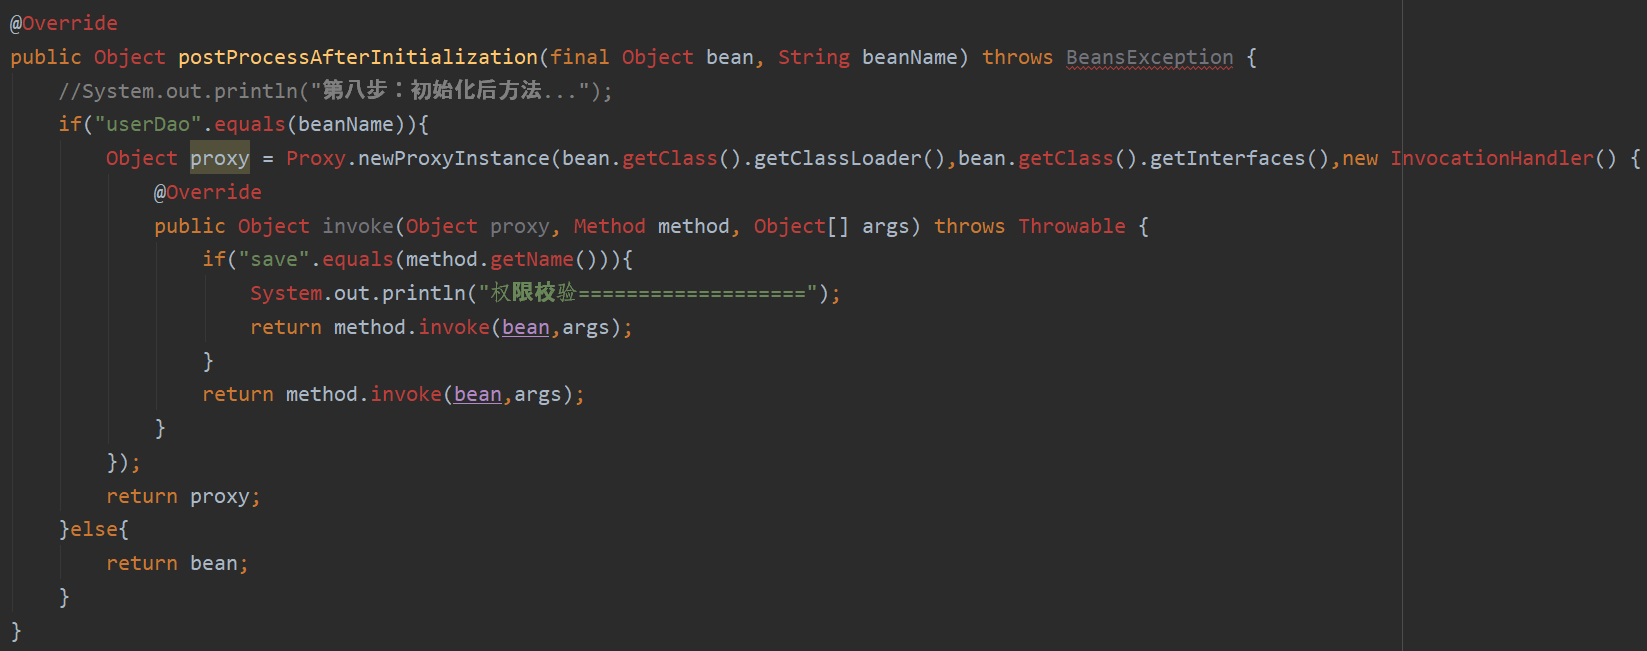 @Override
public Object postProcessAfterInitialization(final Object bean, String beanName) throws BeansException {
//System.out.println("第八步：初始化后方法...");
if("userDao".equals(beanName)){
Object proxy = Proxy.newProxyInstance(bean.getClass().getClassLoader(),bean.getClass().getInterfaces(),new InvocationHandler() {
@Override
public Object invoke(Object proxy, Method method, Object[] args) throws Throwable {
if("save".equals(method.getName())){
System.out.println("权限校验===================");
return method.invoke(bean,args);
}
return method.invoke(bean,args);
}
});
return proxy;
}else{
return bean;
}
}